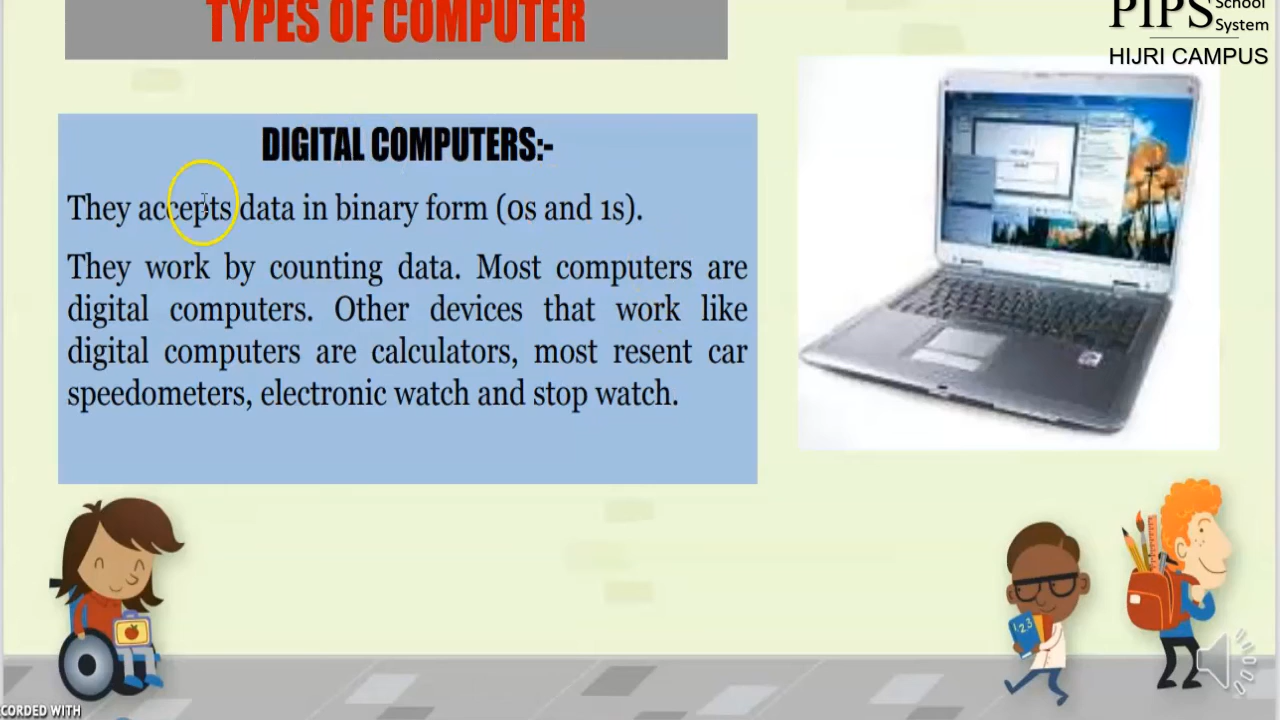 TYPES OF COMPUTER
PIPS School
System
HIJRI CAMPUS
DIGITAL COMPUTERS:-
They accepts data in binary form (0s and 1s).
They work by counting data. Most computers are
digital computers. Other devices that work like
digital computers are calculators, most resent car
speedometers, electronic watch and stop watch.
123
CORDED WITH